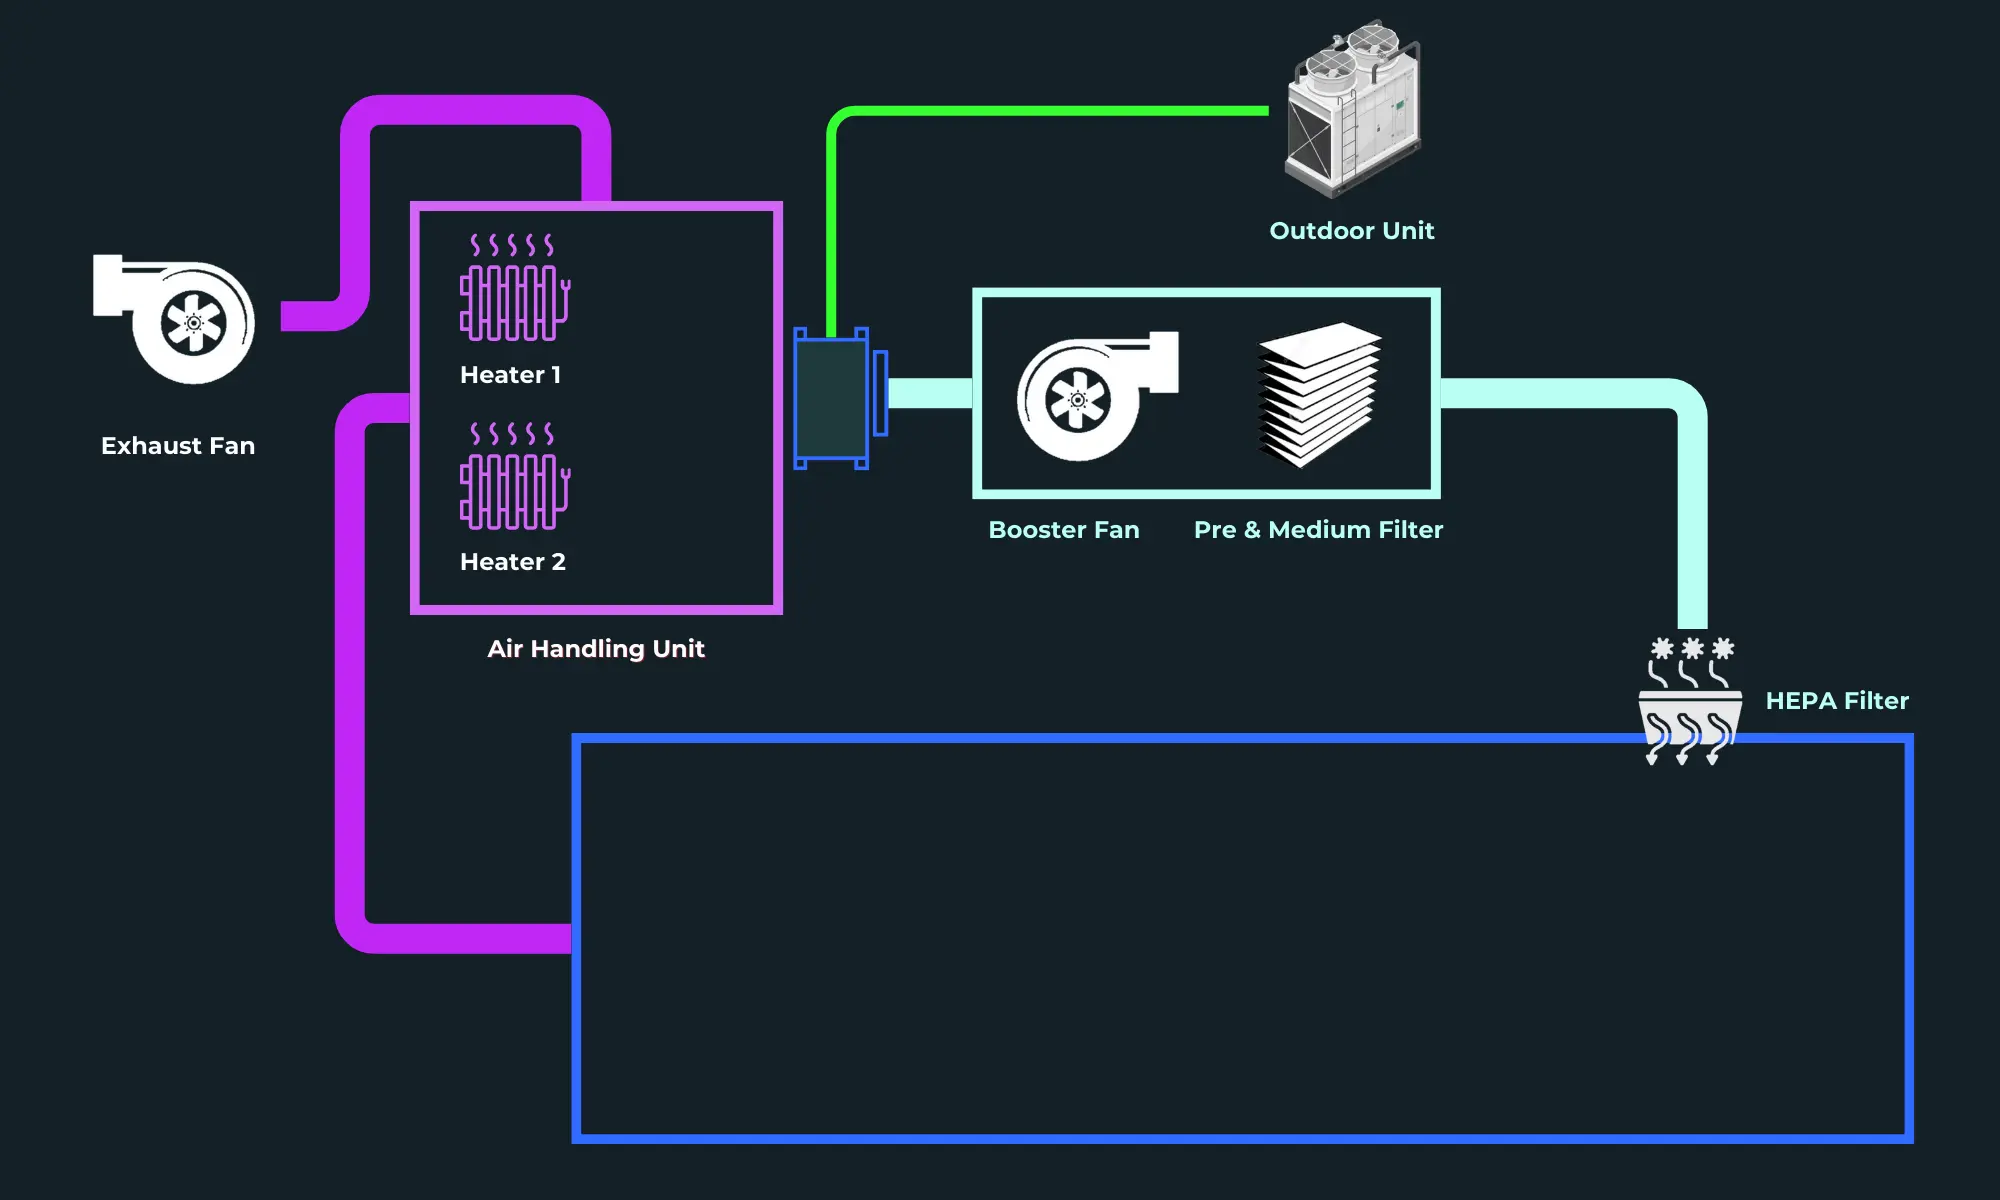 Outdoor Unit
Heater 1
Exhaust Fan
Booster Fan
Pre & Medium Filter
Heater 2
Air Handling Unit
HEPA Filter